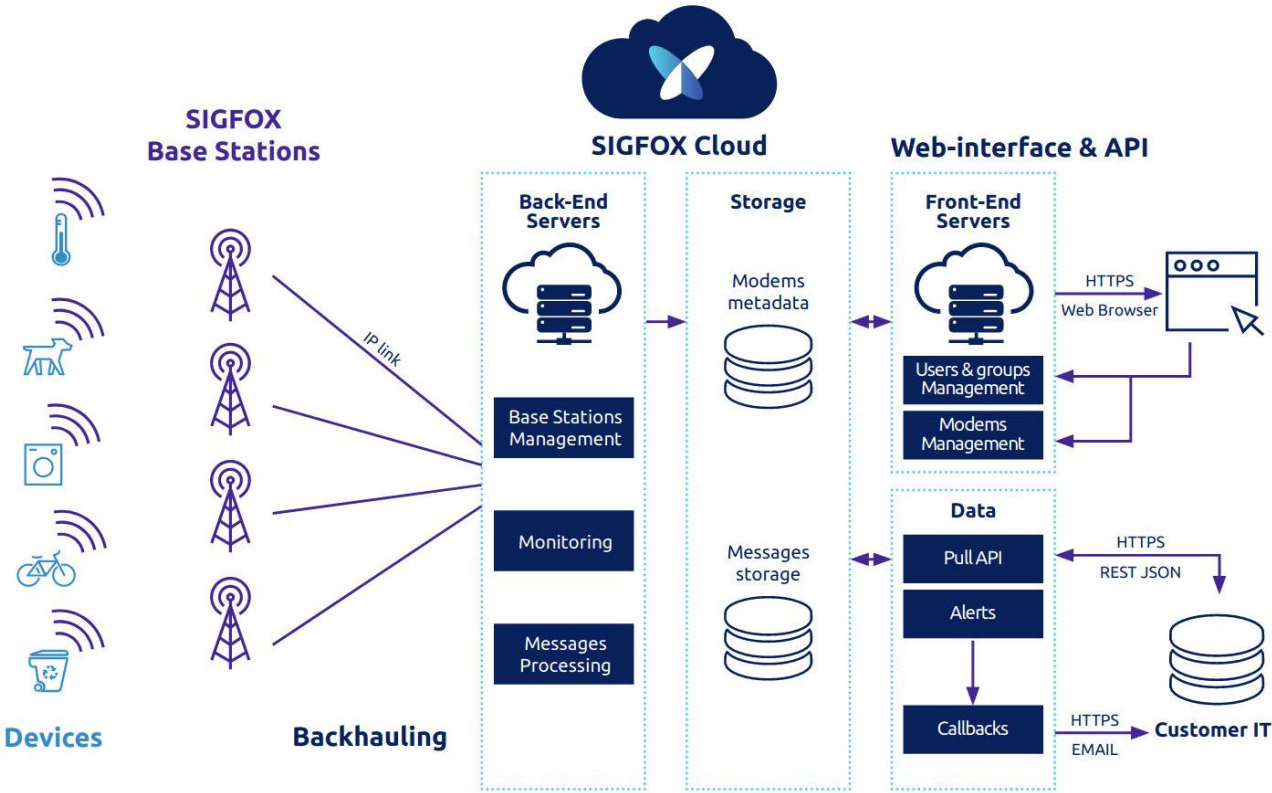 SIGFOX
Base Stations
SIGFOX Cloud
Web-interface & API
Back-End
Servers
Storage
Front-End
Servers
Modems
metadata
HTTPS
Web Browser
IP link
Users & groups
Management
Modems
Management
Base Stations
Management
Monitoring
Messages
Processing
Messages
storage
Data
Pull API
Alerts
Callbacks
HTTPS
REST JSON
HTTPS
EMAIL
Customer IT
Devices
Backhauling